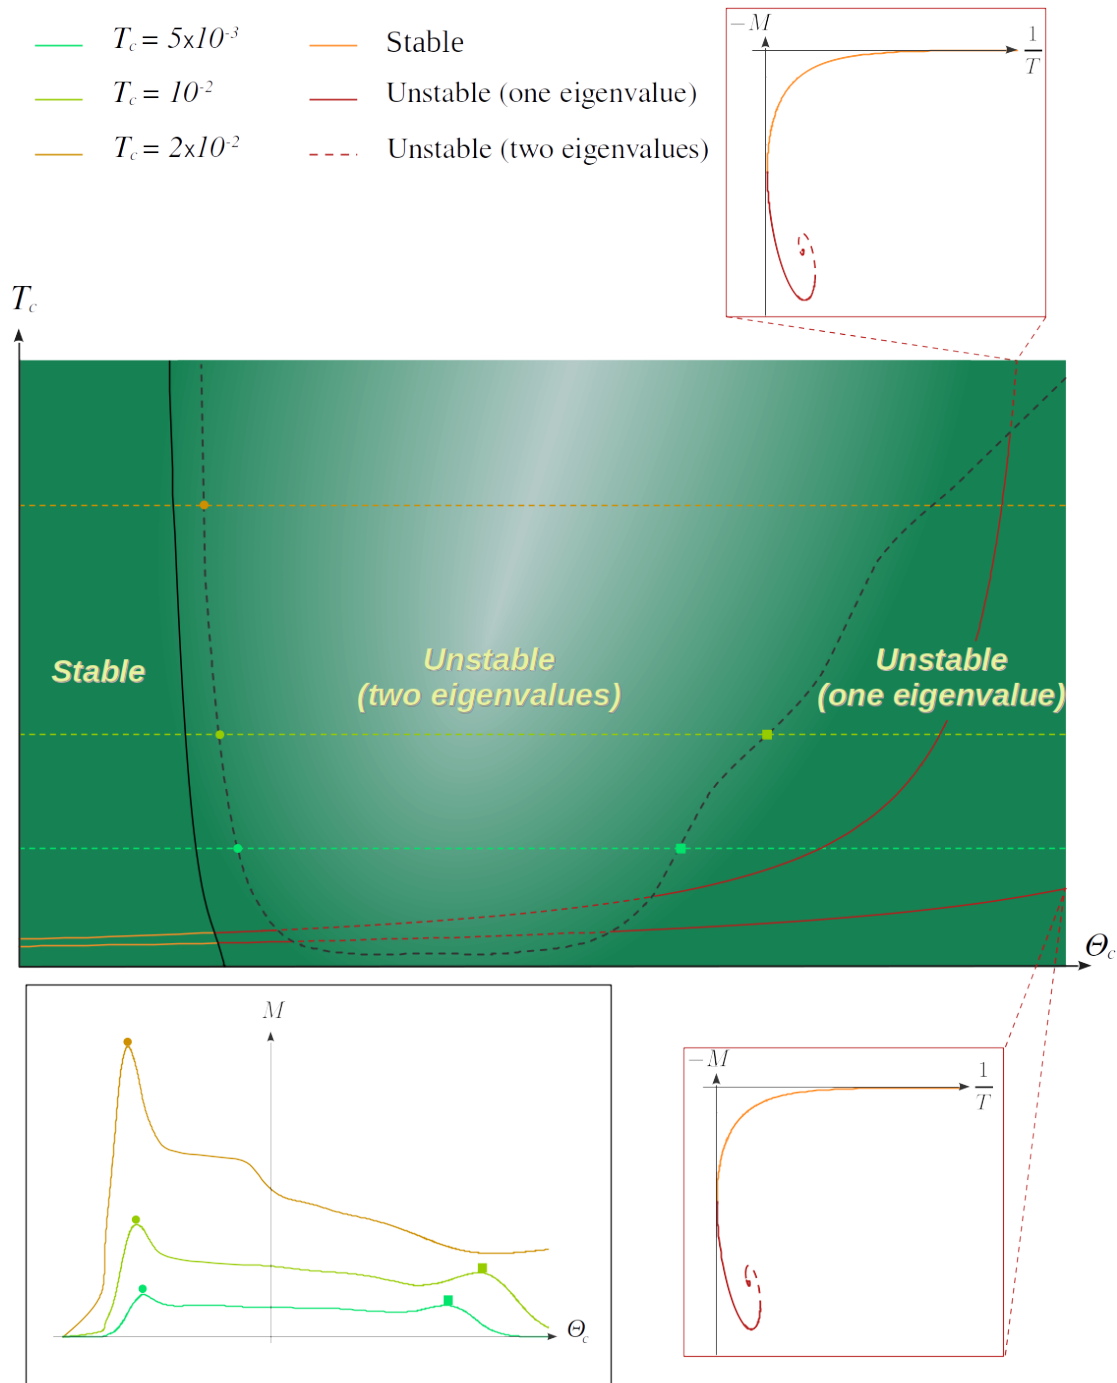 T_c = 5x10^-3
Stable
T_c = 10^-2
Unstable (one eigenvalue)
T_c = 2x10^-2
Unstable (two eigenvalues)
−M
1
T
T_c
Stable
Unstable
(two eigenvalues)
Unstable
(one eigenvalue)
Θ_c
M
Θ_c
−M
1
T